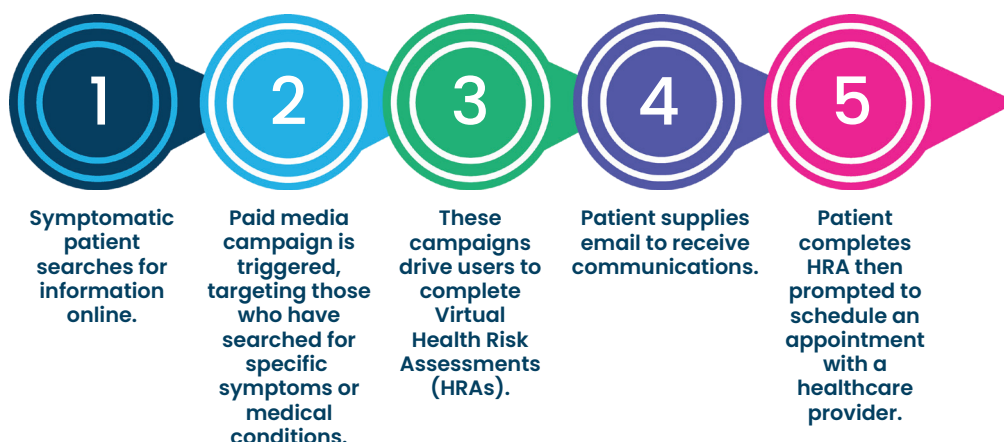 1
2
3
4
5
Symptomatic
patient
searches for
information
online.
Paid media
campaign is
triggered,
targeting those
who have
searched for
specific
symptoms or
medical
conditions.
These
campaigns
drive users to
complete
Virtual
Health Risk
Assessments
(HRAs).
Patient supplies
email to receive
communications.
Patient
completes
HRA then
prompted to
schedule an
appointment
with a
healthcare
provider.